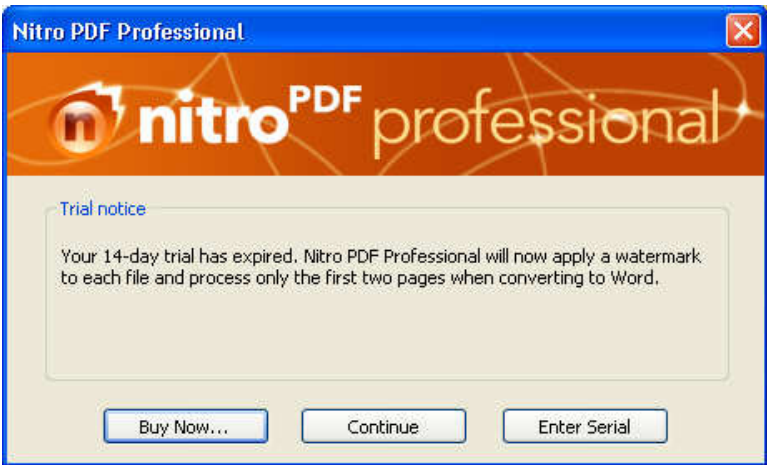 Nitro PDF Professional
n nitro PDF professional
Trial notice
Your 14-day trial has expired. Nitro PDF Professional will now apply a watermark
to each file and process only the first two pages when converting to Word.
Buy Now... Continue Enter Serial